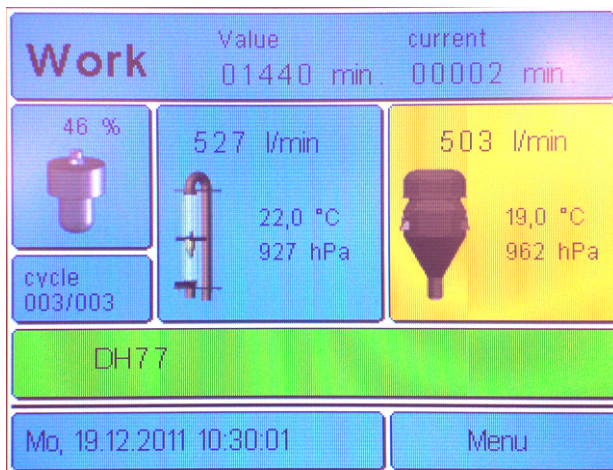 Work
Value current
01440 min. 00002 min.
46 %
527 l/min
22,0 °C
927 hPa
503 l/min
19,0 °C
962 hPa
cycle
003/003
DH77
Mo, 19.12.2011 10:30:01
Menu